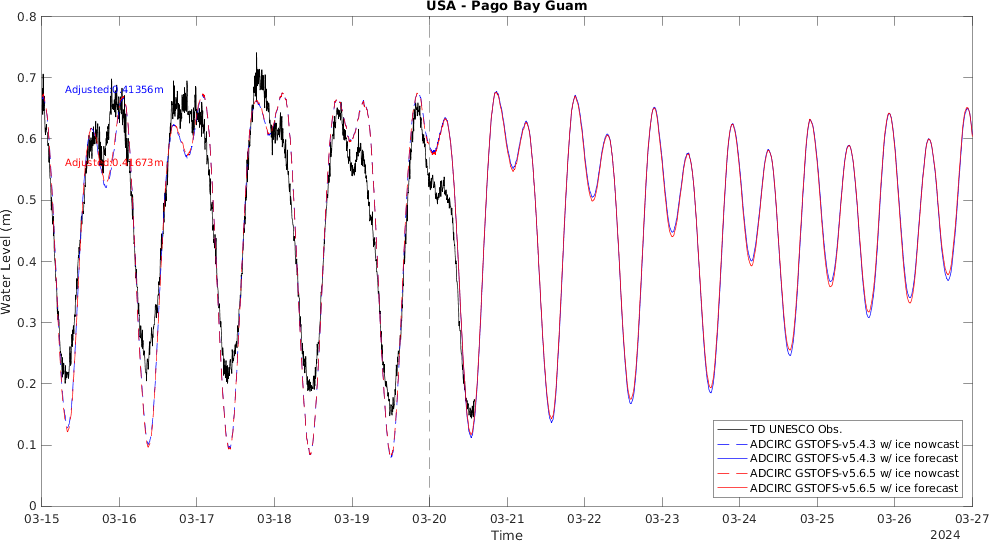 USA - Pago Bay Guam
0.8
0.7
0.6
0.5
0.4
0.3
0.2
0.1
0
Water Level (m)
Adjusted:0.41356m
Adjusted:0.41673m
TD UNESCO Obs.
ADCIRC GSTOFS-v5.4.3 w/ ice nowcast
ADCIRC GSTOFS-v5.4.3 w/ ice forecast
ADCIRC GSTOFS-v5.6.5 w/ ice nowcast
ADCIRC GSTOFS-v5.6.5 w/ ice forecast
03-15 03-16 03-17 03-18 03-19 03-20 03-21 03-22 03-23 03-24 03-25 03-26 03-27
Time
2024